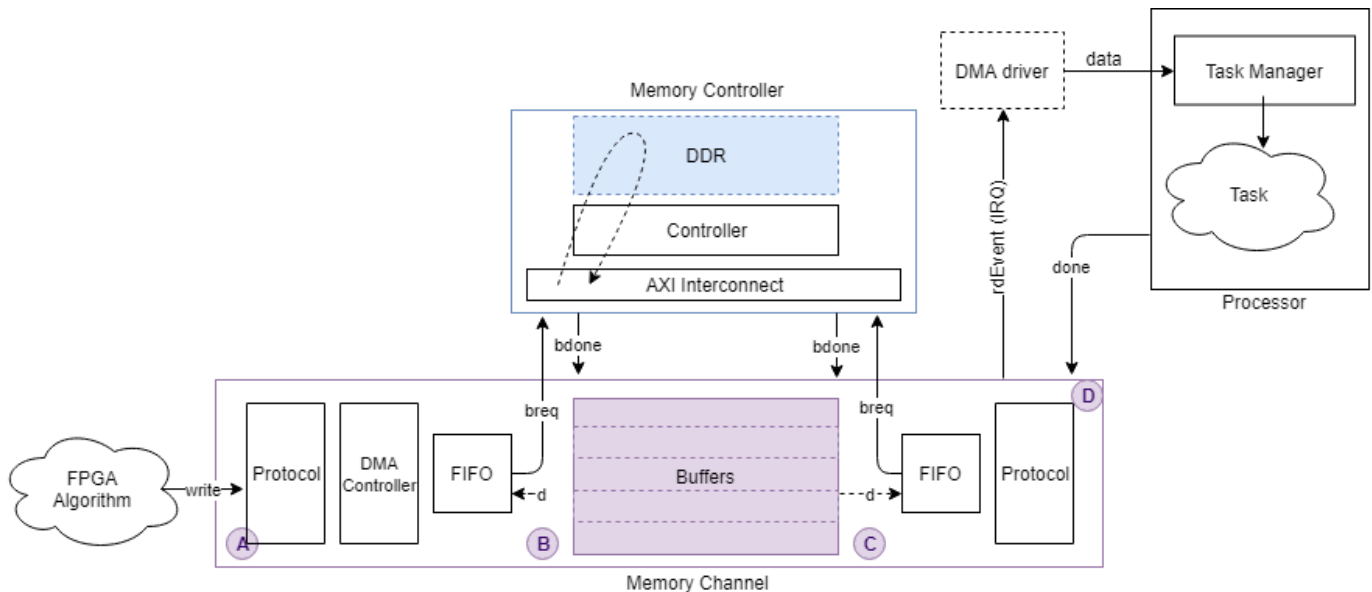 DMA driver
data
Task Manager
Task
Processor
Memory Controller
DDR
Controller
AXI Interconnect
rdEvent (IRQ)
done
bdone
bdone
breq
breq
D
FPGA
Algorithm
write
Protocol
DMA
Controller
FIFO
d
Buffers
d
FIFO
Protocol
A
B
C
Memory Channel